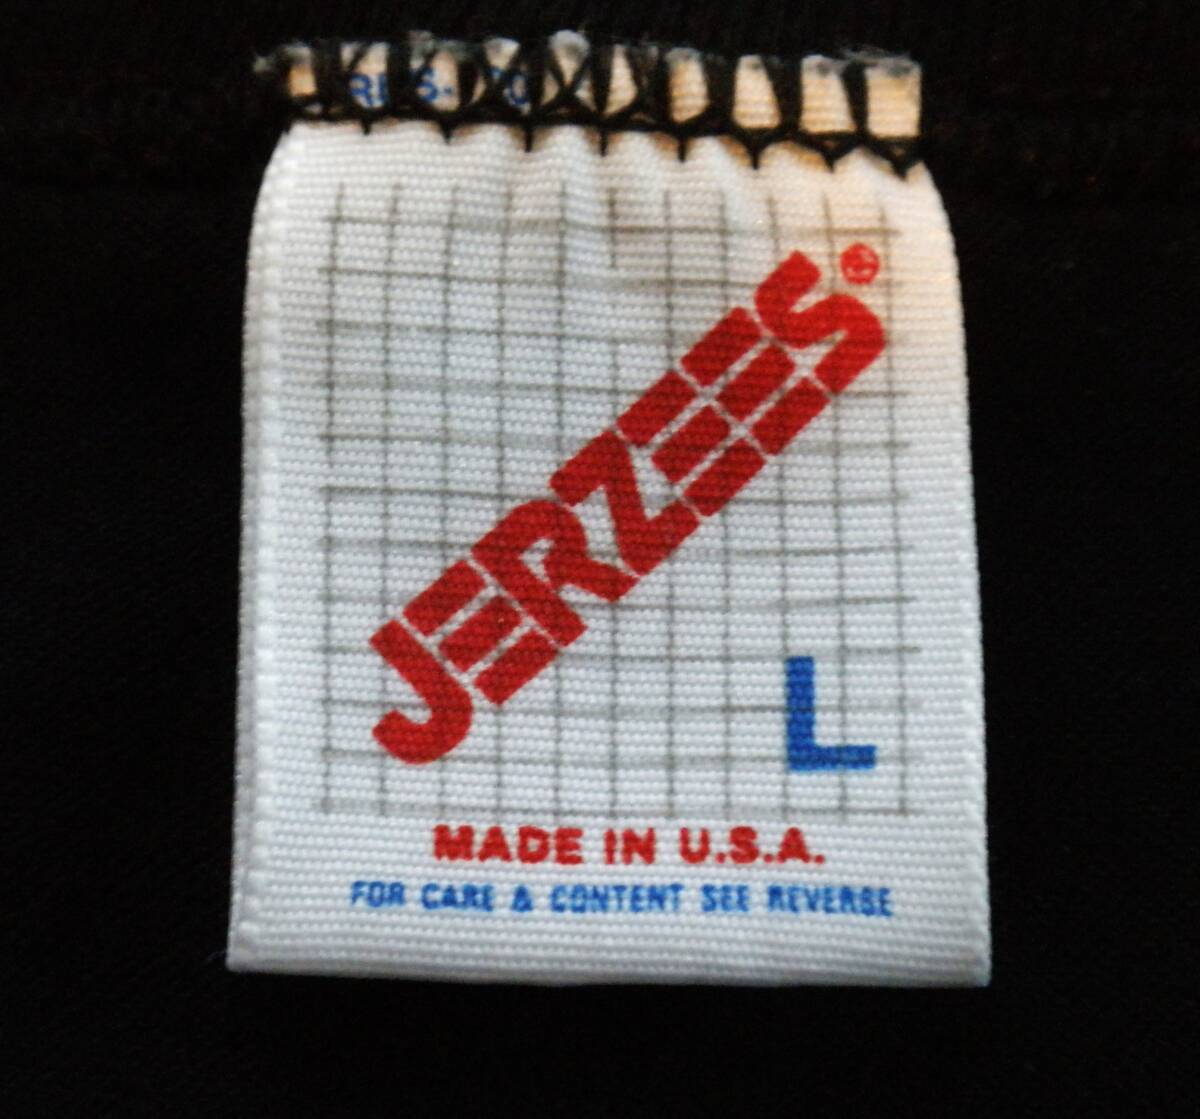 JERZEES®
L
MADE IN U.S.A.
FOR CARE & CONTENT SEE REVERSE